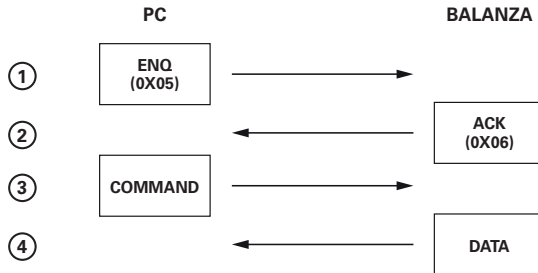 PC BALANZA
1 ENQ
(0X05)
2 ACK
(0X06)
3 COMMAND
4 DATA